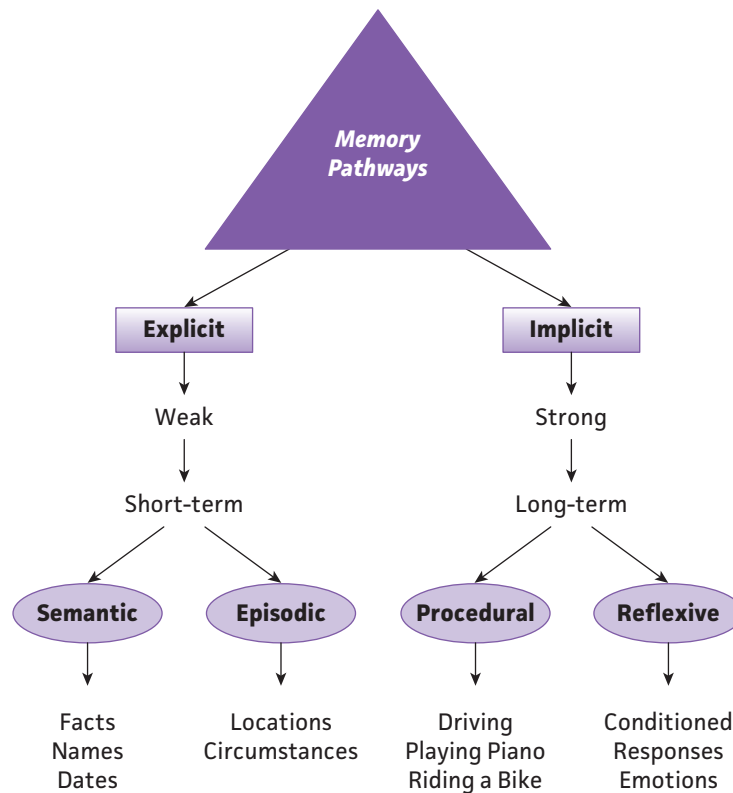 Memory
Pathways
Explicit
Implicit
Weak
Strong
Short-term
Long-term
Semantic
Episodic
Procedural
Reflexive
Facts
Names
Dates
Locations
Circumstances
Driving
Playing Piano
Riding a Bike
Conditioned
Responses
Emotions